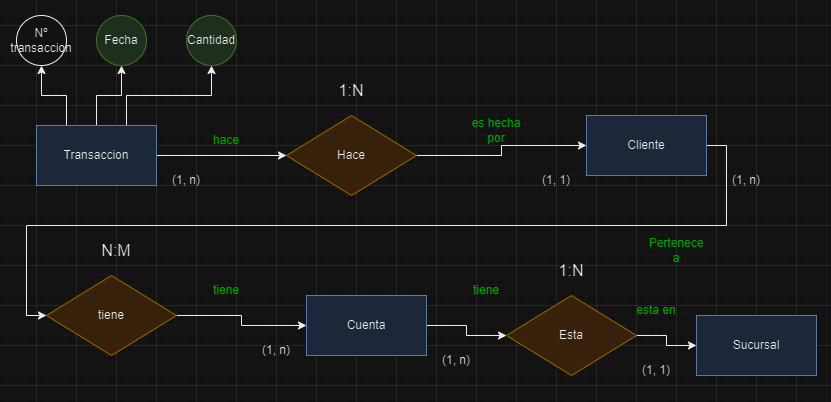 Nº
transaccion
Fecha
Cantidad
1:N
Transaccion
hace
Hace
es hecha
por
Cliente
(1, n)
(1, 1)
(1, n)
N:M
Pertenece
a
tiene
tiene
Cuenta
tiene
1:N
Esta
esta en
Sucursal
(1, n)
(1, n)
(1, 1)